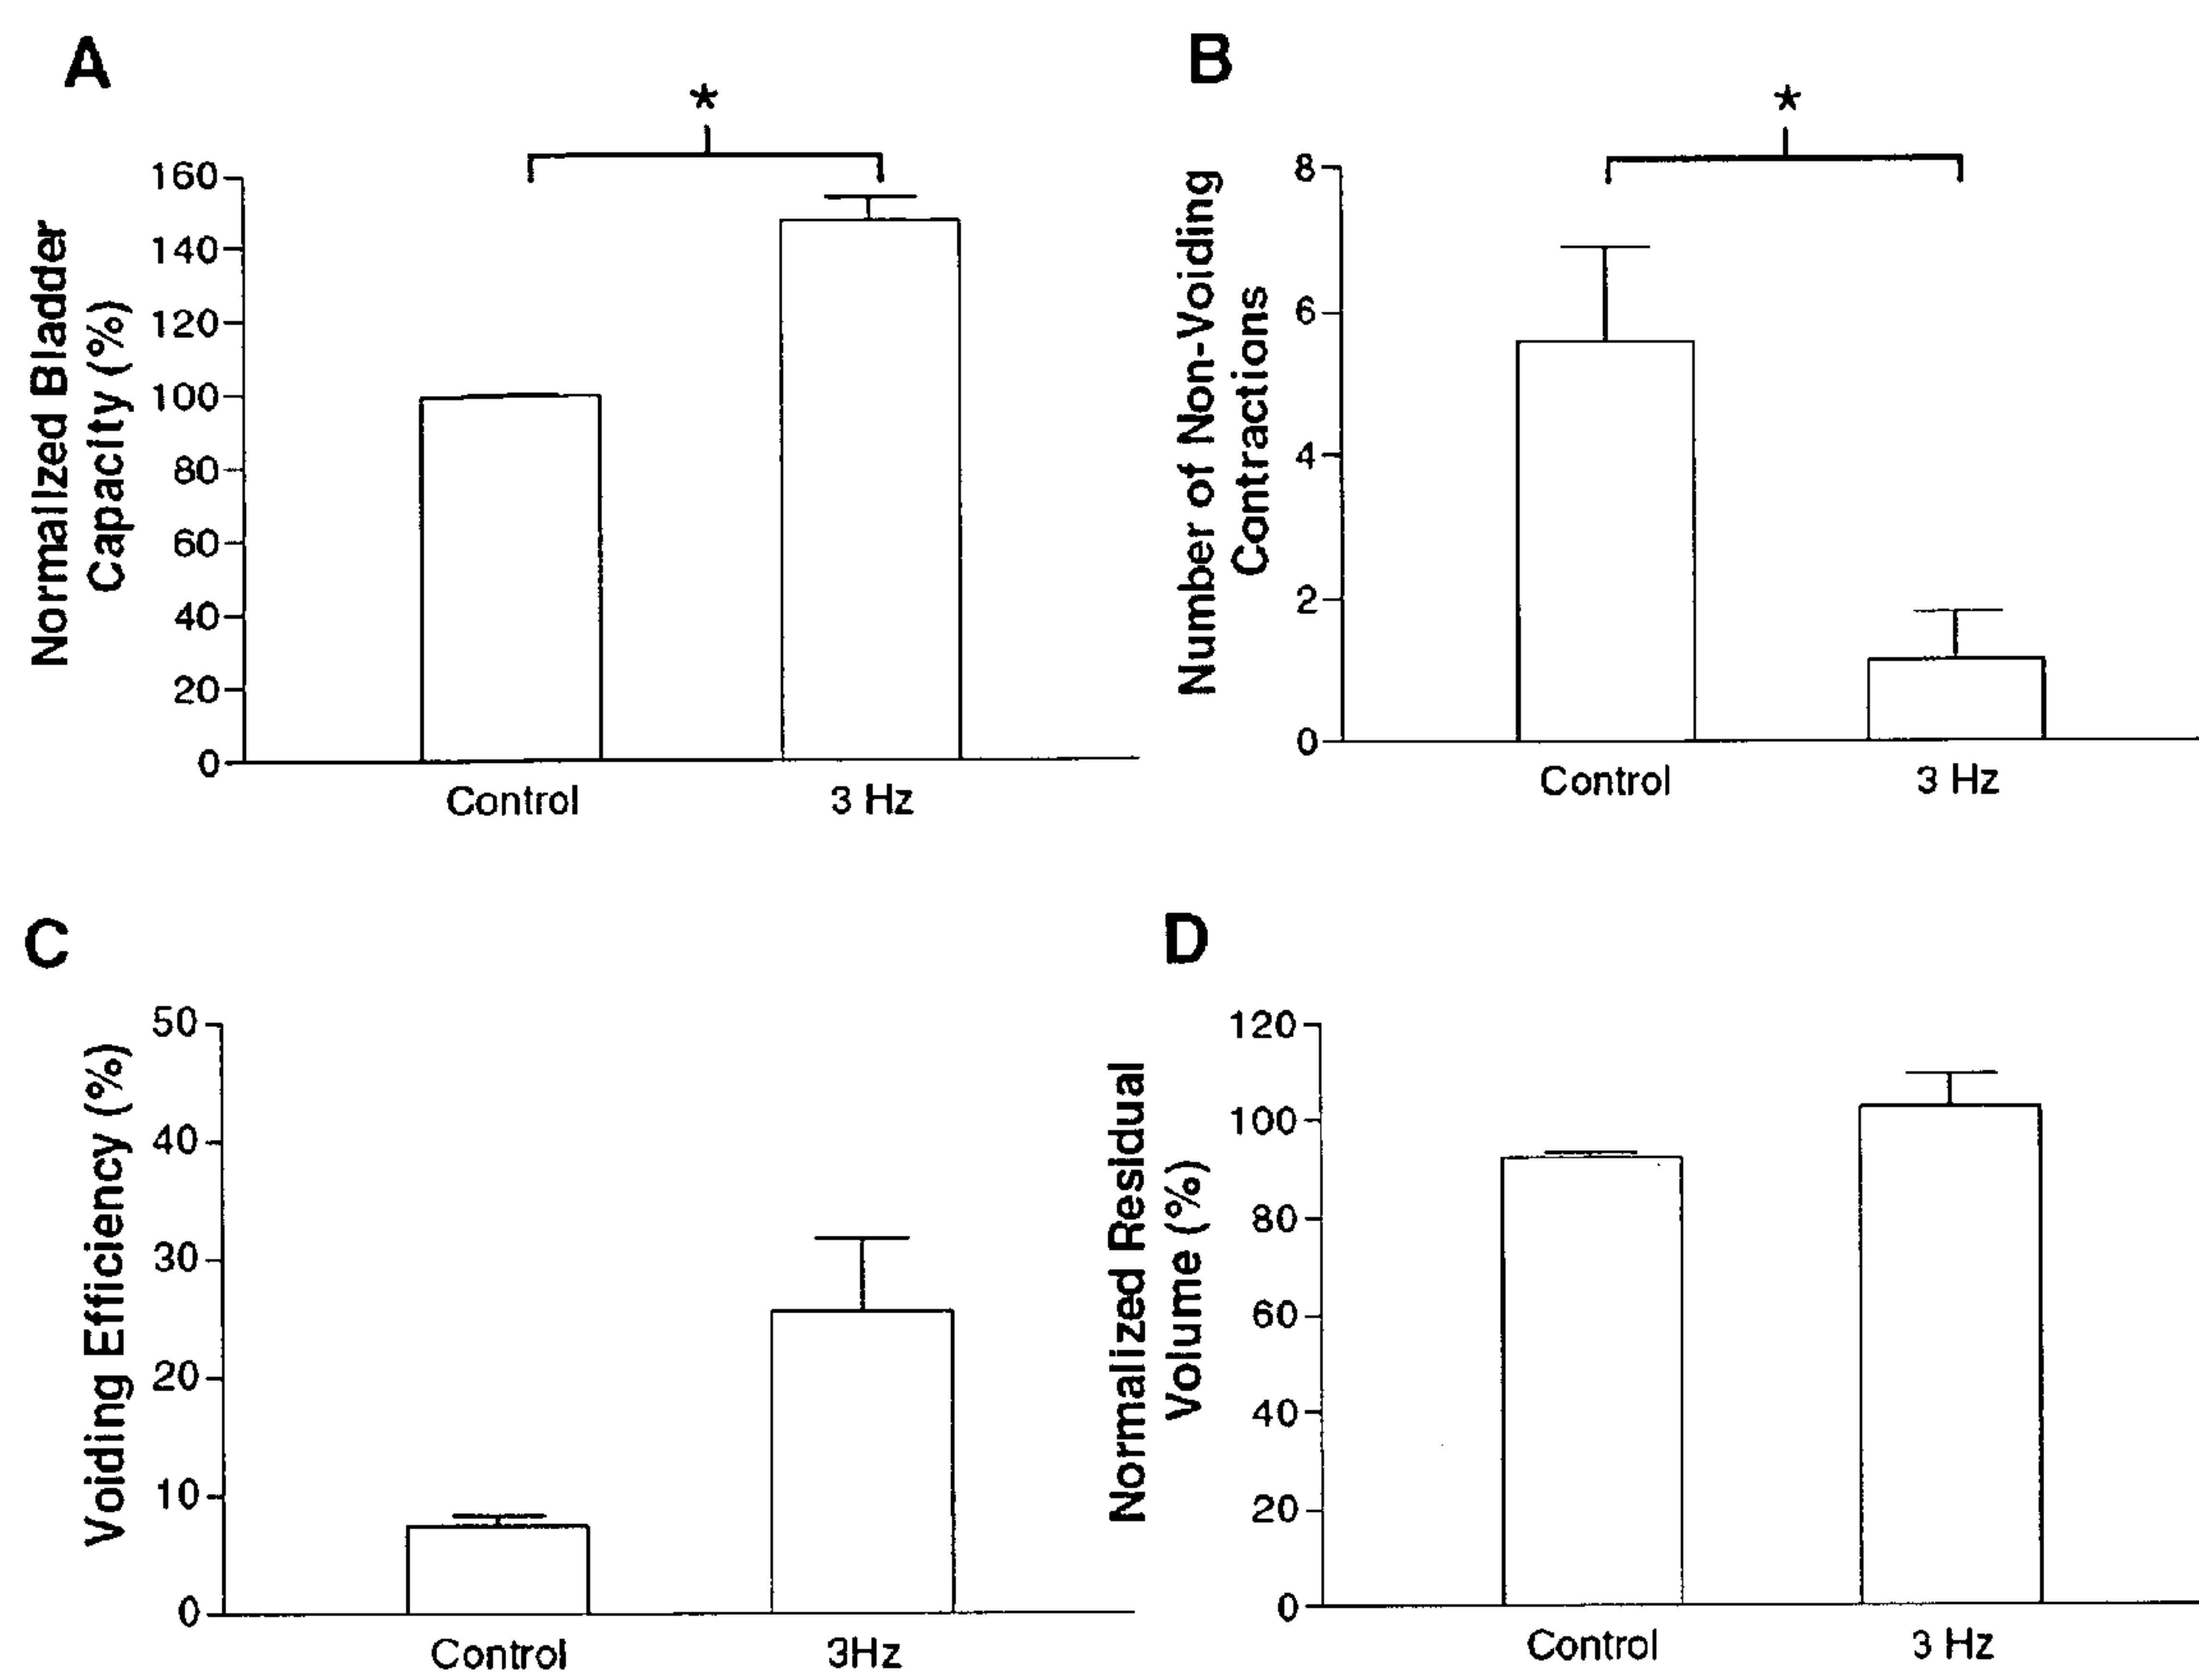 A
*
Normalized Bladder
Capacity (%)
160
140
120
100
80
60
40
20
0
Control
3 Hz
B
*
Number of Non-Voiding
Contractions
8
6
4
2
0
Control
3 Hz
C
Voiding Efficiency (%)
50
40
30
20
10
0
Control
3Hz
D
Normalized Residual
Volume (%)
120
100
80
60
40
20
0
Control
3 Hz